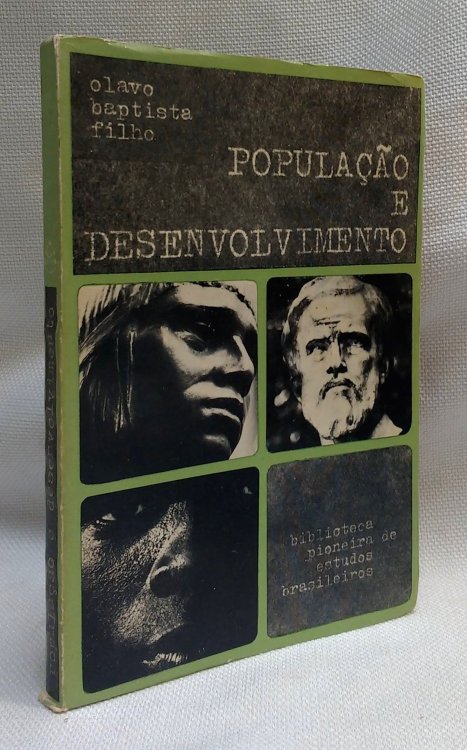 olavo
baptista
filho
POPULAÇÃO
E
DESENVOLVIMENTO
biblioteca
pioneira de
estudos
brasileiros